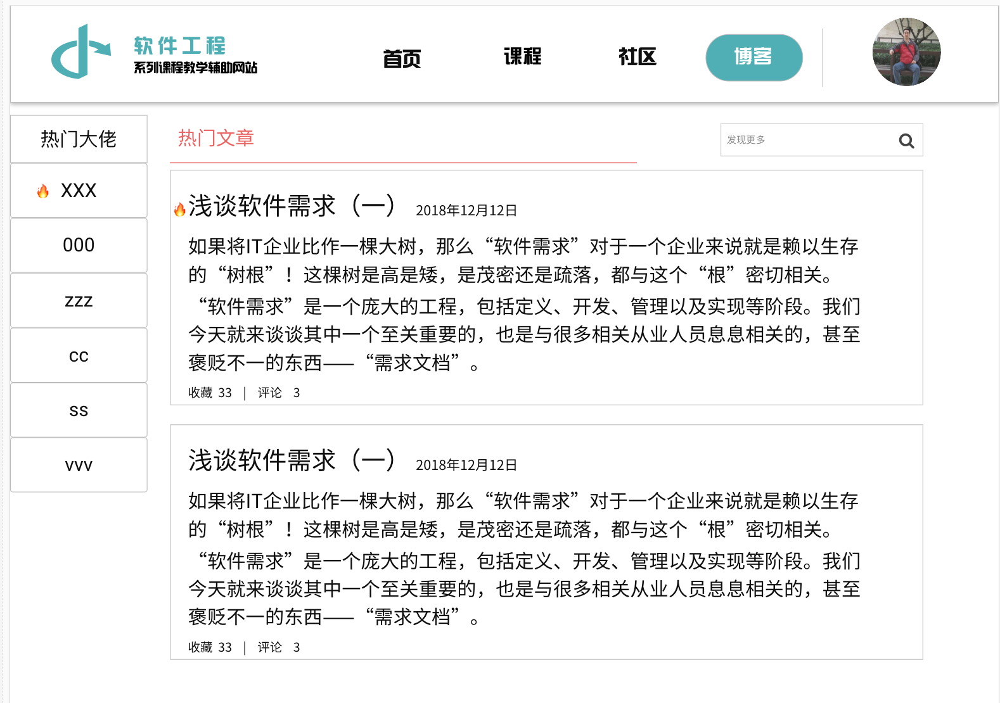 软件工程
系列课程教学辅助网站
首页
课程
社区
博客
热门大佬
🔥 XXX
000
zzz
cc
ss
vvv
热门文章
发现更多
🔥浅谈软件需求（一） 2018年12月12日
如果将IT企业比作一棵大树，那么“软件需求”对于一个企业来说就是赖以生存
的“树根”！这棵树是高是矮，是茂密还是疏落，都与这个“根”密切相关。
“软件需求”是一个庞大的工程，包括定义、开发、管理以及实现等阶段。我们
今天就来谈谈其中一个至关重要的，也是与很多相关从业人员息息相关的，甚至
褒贬不一的东西——“需求文档”。
收藏 33 | 评论 3
浅谈软件需求（一） 2018年12月12日
如果将IT企业比作一棵大树，那么“软件需求”对于一个企业来说就是赖以生存
的“树根”！这棵树是高是矮，是茂密还是疏落，都与这个“根”密切相关。
“软件需求”是一个庞大的工程，包括定义、开发、管理以及实现等阶段。我们
今天就来谈谈其中一个至关重要的，也是与很多相关从业人员息息相关的，甚至
褒贬不一的东西——“需求文档”。
收藏 33 | 评论 3